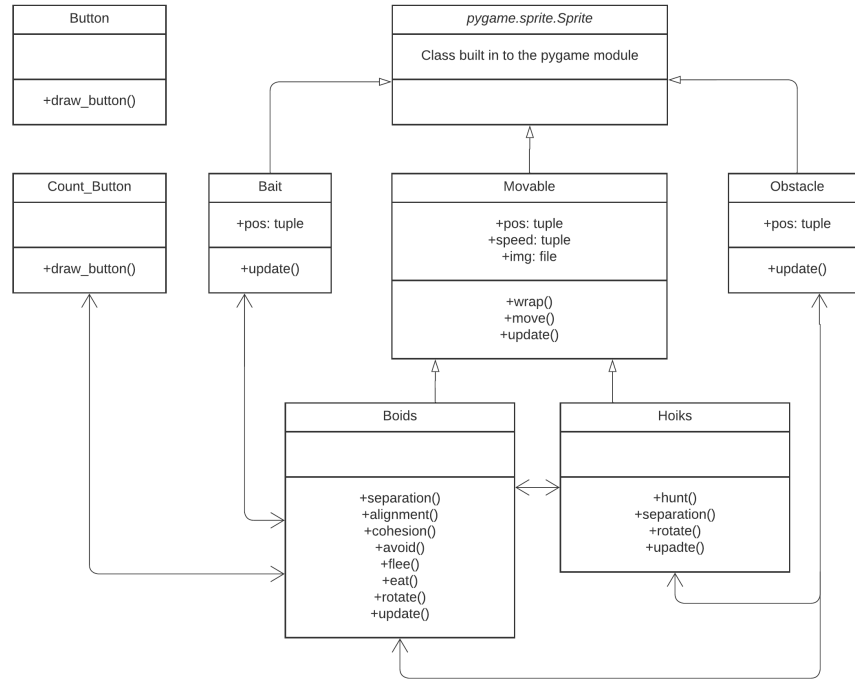 Button
+draw_button()
pygame.sprite.Sprite
Class built in to the pygame module
Count_Button
+draw_button()
Bait
+pos: tuple
+update()
Movable
+pos: tuple
+speed: tuple
+img: file
+wrap()
+move()
+update()
Obstacle
+pos: tuple
+update()
Boids
+separation()
+alignment()
+cohesion()
+avoid()
+flee()
+eat()
+rotate()
+update()
Hoiks
+hunt()
+separation()
+rotate()
+upadte()